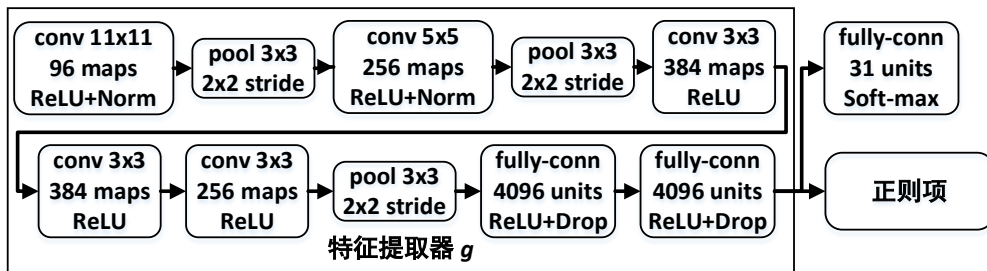 conv 11x11
96 maps
ReLU+Norm
pool 3x3
2x2 stride
conv 5x5
256 maps
ReLU+Norm
pool 3x3
2x2 stride
conv 3x3
384 maps
ReLU
fully-conn
31 units
Soft-max
conv 3x3
384 maps
ReLU
conv 3x3
256 maps
ReLU
pool 3x3
2x2 stride
fully-conn
4096 units
ReLU+Drop
fully-conn
4096 units
ReLU+Drop
正则项
特征提取器 g